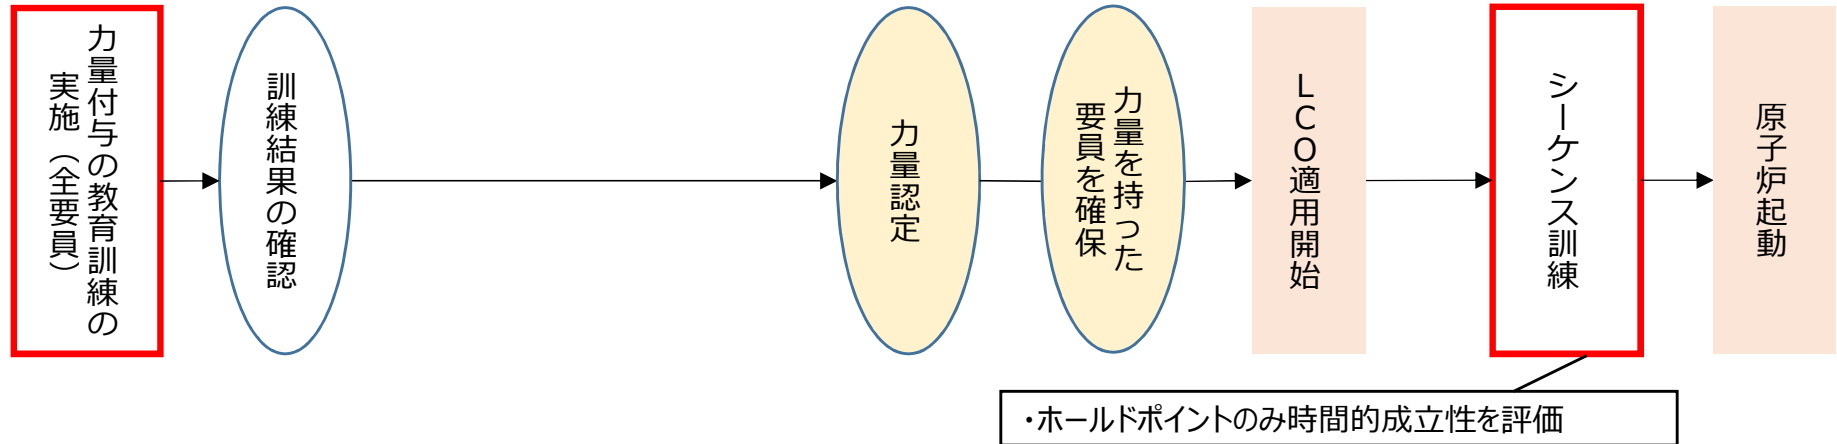 力量付与の教育訓練の
実施（全要員）
訓練結果の確認
力量認定
力量を持った
要員を確保
LCO適用開始
シーケンス訓練
原子炉起動
・ホールドポイントのみ時間的成立性を評価